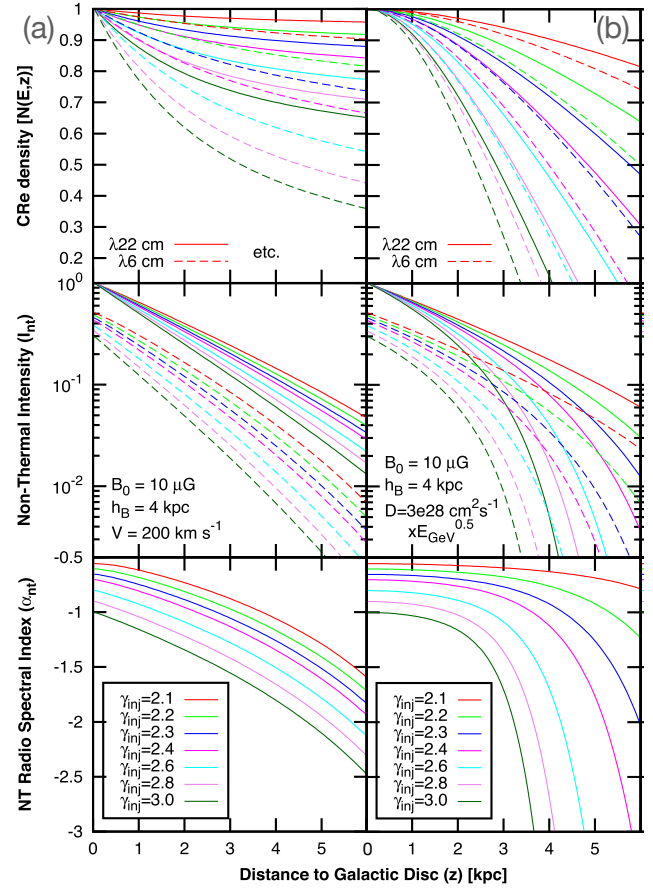 (a)
(b)
CRe density [N(E,z)]
1
0.9
0.8
0.7
0.6
0.5
0.4
0.3
0.2
λ22 cm
λ6 cm
etc.
λ22 cm
λ6 cm
Non-Thermal Intensity (I_nt)
10^0
10^-1
10^-2
B_0 = 10 μG
h_B = 4 kpc
V = 200 km s^-1
B_0 = 10 μG
h_B = 4 kpc
D=3e28 cm^2s^-1
xE_GeV^0.5
NT Radio Spectral Index (α_nt)
-0.5
-1
-1.5
-2
-2.5
-3
γ_inj=2.1
γ_inj=2.2
γ_inj=2.3
γ_inj=2.4
γ_inj=2.6
γ_inj=2.8
γ_inj=3.0
γ_inj=2.1
γ_inj=2.2
γ_inj=2.3
γ_inj=2.4
γ_inj=2.6
γ_inj=2.8
γ_inj=3.0
0 1 2 3 4 5 6 0 1 2 3 4 5
Distance to Galactic Disc (z) [kpc]